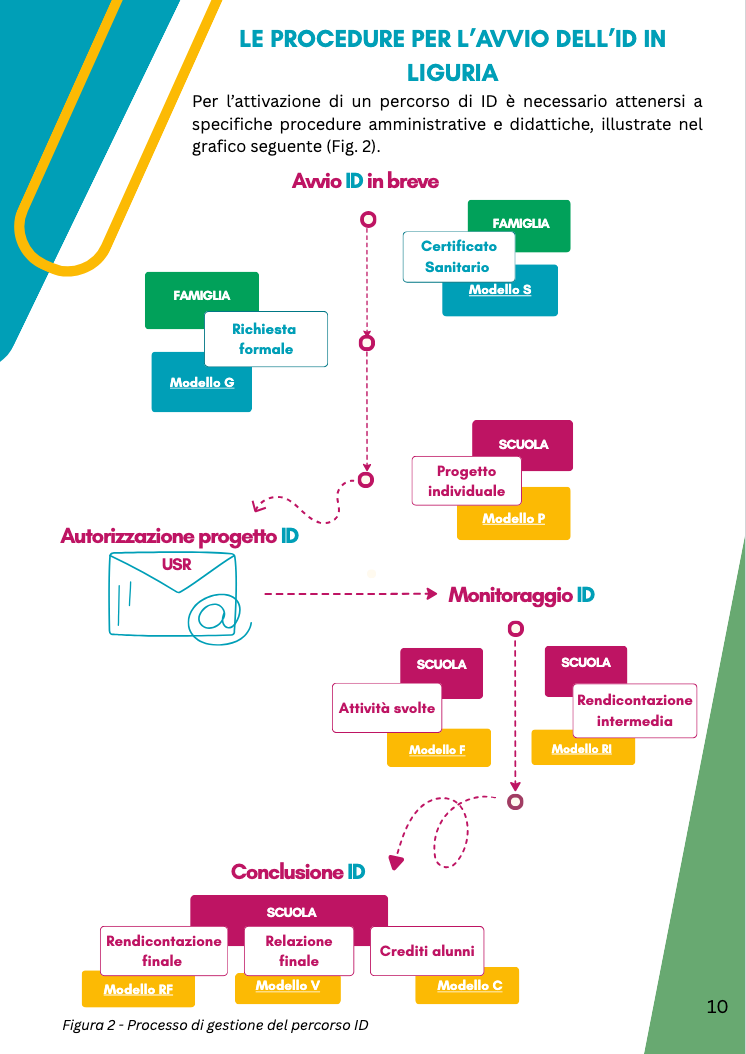 LE PROCEDURE PER L’AVVIO DELL’ID IN
LIGURIA
Per l’attivazione di un percorso di ID è necessario attenersi a
specifiche procedure amministrative e didattiche, illustrate nel
grafico seguente (Fig. 2).
Avvio ID in breve
FAMIGLIA
Certificato
Sanitario
Modello S
FAMIGLIA
Richiesta
formale
Modello G
SCUOLA
Progetto
individuale
Modello P
Autorizzazione progetto ID
USR
@
Monitoraggio ID
SCUOLA
Attività svolte
Modello F
SCUOLA
Rendicontazione
intermedia
Modello RI
Conclusione ID
SCUOLA
Rendicontazione
finale
Modello RF
Relazione
finale
Modello V
Crediti alunni
Modello C
Figura 2 - Processo di gestione del percorso ID
10